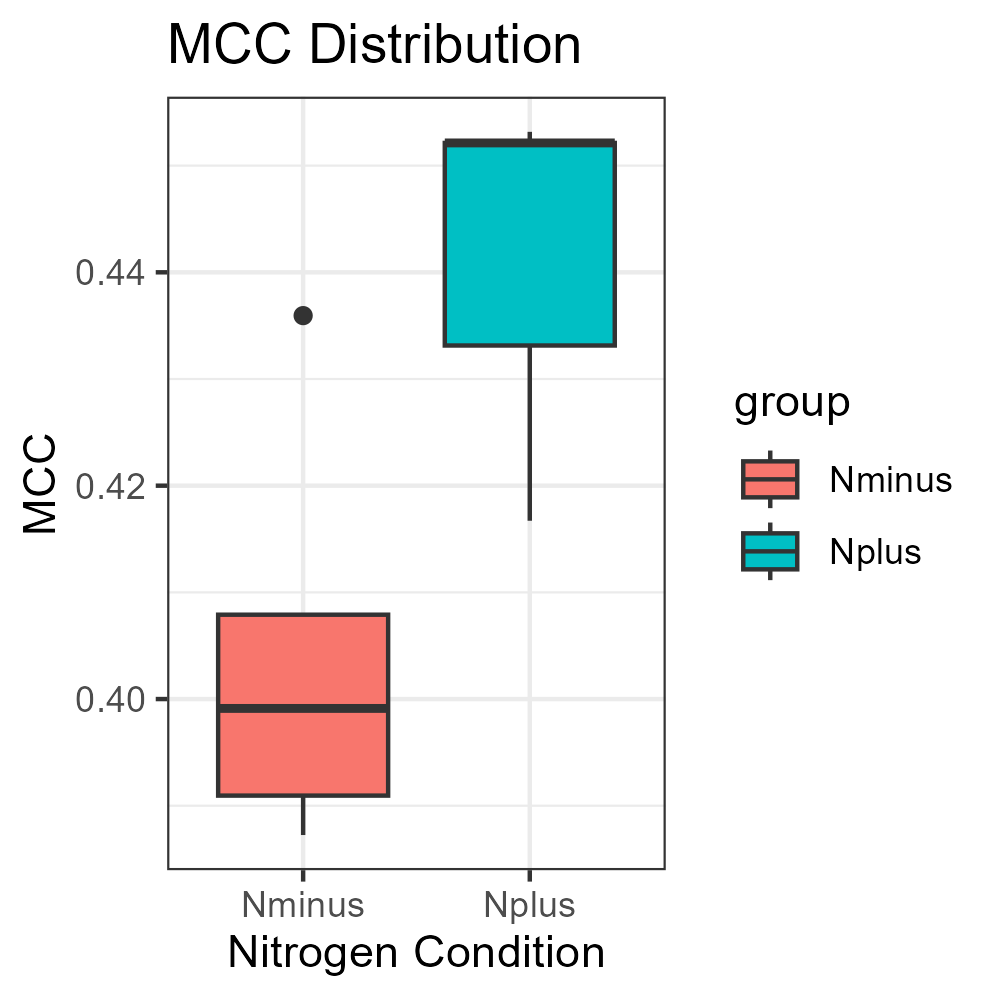 MCC Distribution
MCC
0.44
0.42
0.40
Nminus
Nplus
Nitrogen Condition
group
Nminus
Nplus